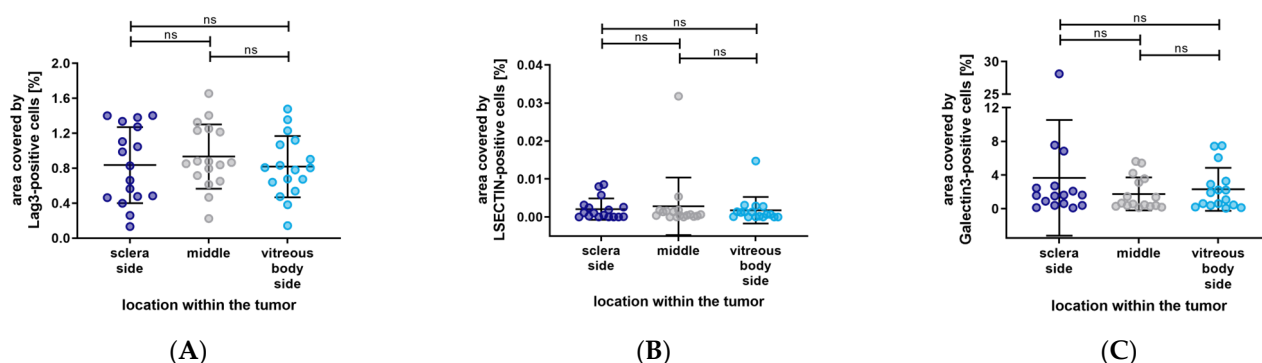 ns
ns
ns
area covered by
Lag3-positive cells [%]
2.0
1.6
1.2
0.8
0.4
0.0
sclera
side
middle
vitreous
body
side
location within the tumor
(A)
ns
ns
ns
area covered by
LSECTIN-positive cells [%]
0.04
0.03
0.02
0.01
0.00
sclera
side
middle
vitreous
body
side
location within the tumor
(B)
ns
ns
ns
area covered by
Galectin3-positive cells [%]
30
25
12
8
4
0
sclera
side
middle
vitreous
body
side
location within the tumor
(C)